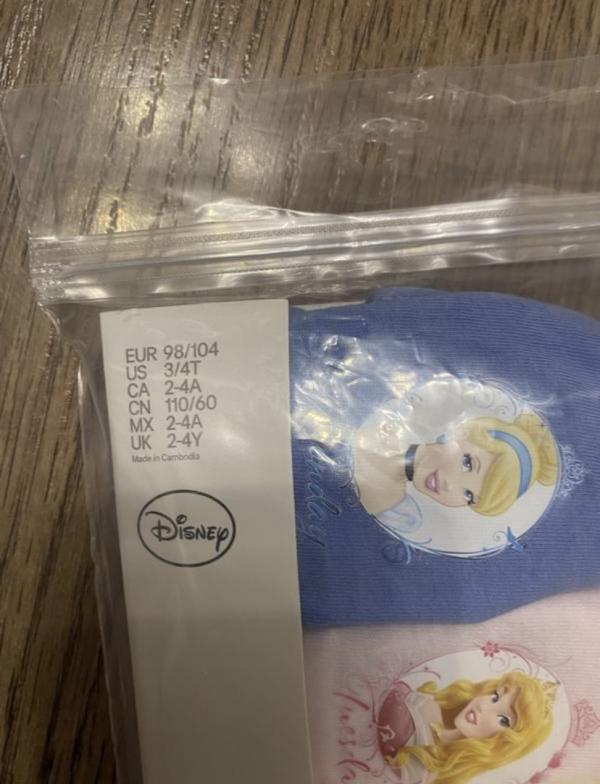 EUR 98/104
US 3/4T
CA 2-4A
CN 110/60
MX 2-4A
UK 2-4Y
Made in Cambodia
Disney